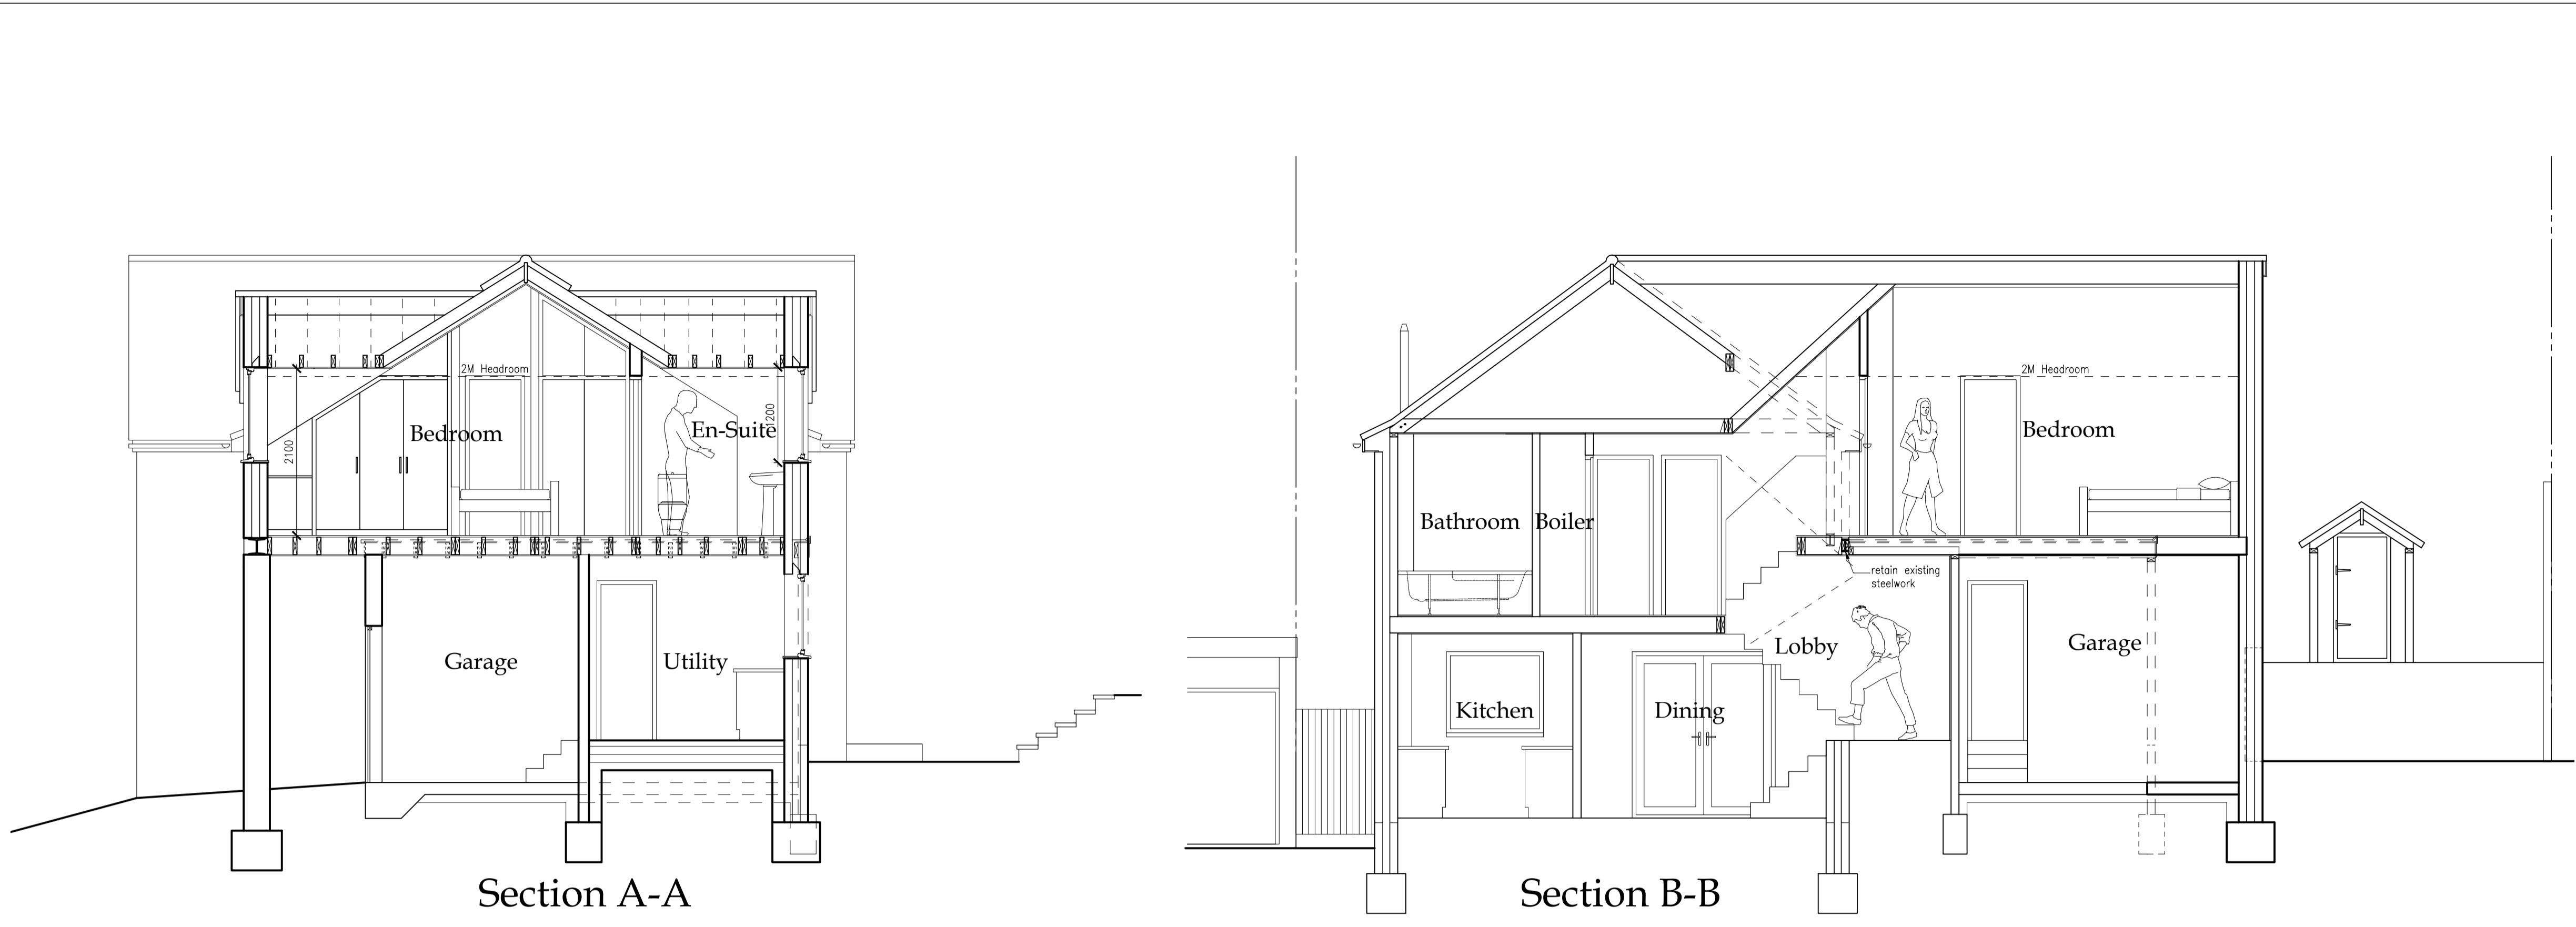 2M Headroom
Bedroom
En-Suite
2100
1200
Garage
Utility
Section A-A
2M Headroom
Bedroom
Bathroom
Boiler
retain existing
steelwork
Lobby
Garage
Kitchen
Dining
Section B-B